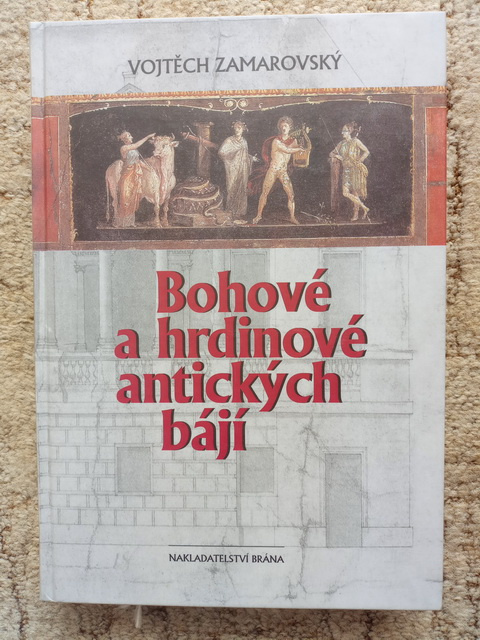 VOJTĚCH ZAMAROVSKÝ
Bohové
a hrdinové
antických
bájí
NAKLADATELSTVÍ BRÁNA